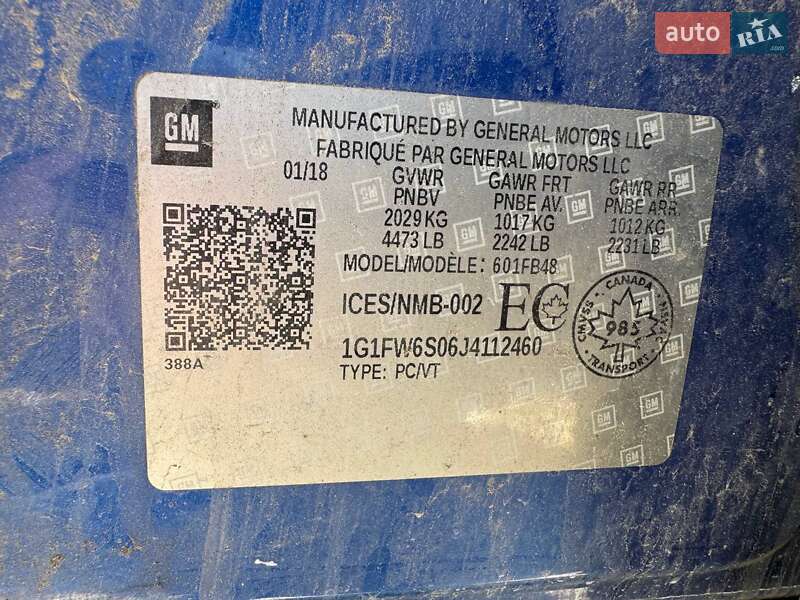 auto RIA .com
GM
MANUFACTURED BY GENERAL MOTORS LLC
FABRIQUÉ PAR GENERAL MOTORS LLC
01/18 GVWR GAWR FRT GAWR RR
PNBV PNBE AV. PNBE ARR
2029 KG 1017 KG 1012 KG
4473 LB 2242 LB 2231 LB
MODEL/MODÈLE: 601FB48
ICES/NMB-002 EC
CANADA
CMVSS 985 NSVAC
TRANSPORT
1G1FW6S06J4112460
388A
TYPE: PC/VT